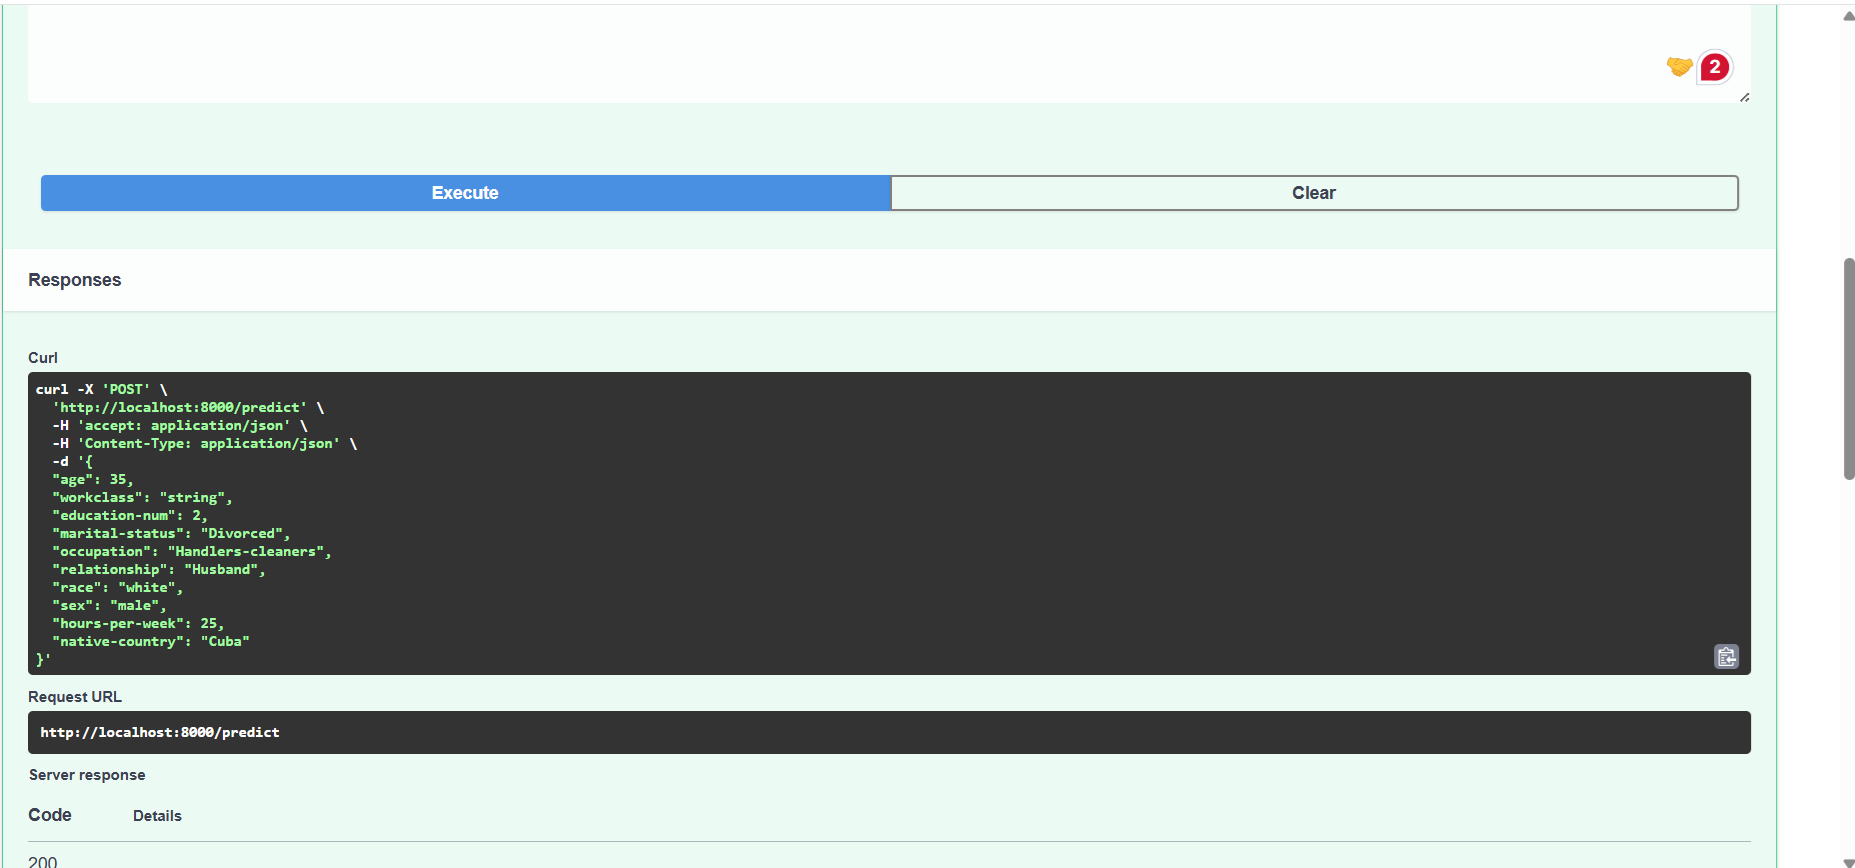 2
Execute
Clear
Responses
Curl
curl -X 'POST' \
  'http://localhost:8000/predict' \
  -H 'accept: application/json' \
  -H 'Content-Type: application/json' \
  -d '{
  "age": 35,
  "workclass": "string",
  "education-num": 2,
  "marital-status": "Divorced",
  "occupation": "Handlers-cleaners",
  "relationship": "Husband",
  "race": "white",
  "sex": "male",
  "hours-per-week": 25,
  "native-country": "Cuba"
}'
Request URL
http://localhost:8000/predict
Server response
Code Details
200